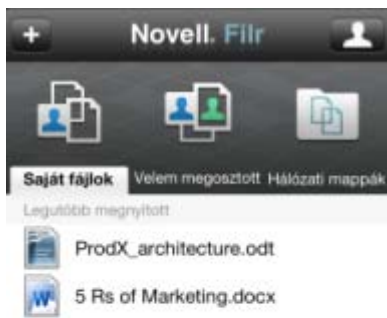 Novell. Filr
Saját fájlok Velem megosztott Hálózati mappák
Legutóbb megnyitott
ProdX_architecture.odt
5 Rs of Marketing.docx